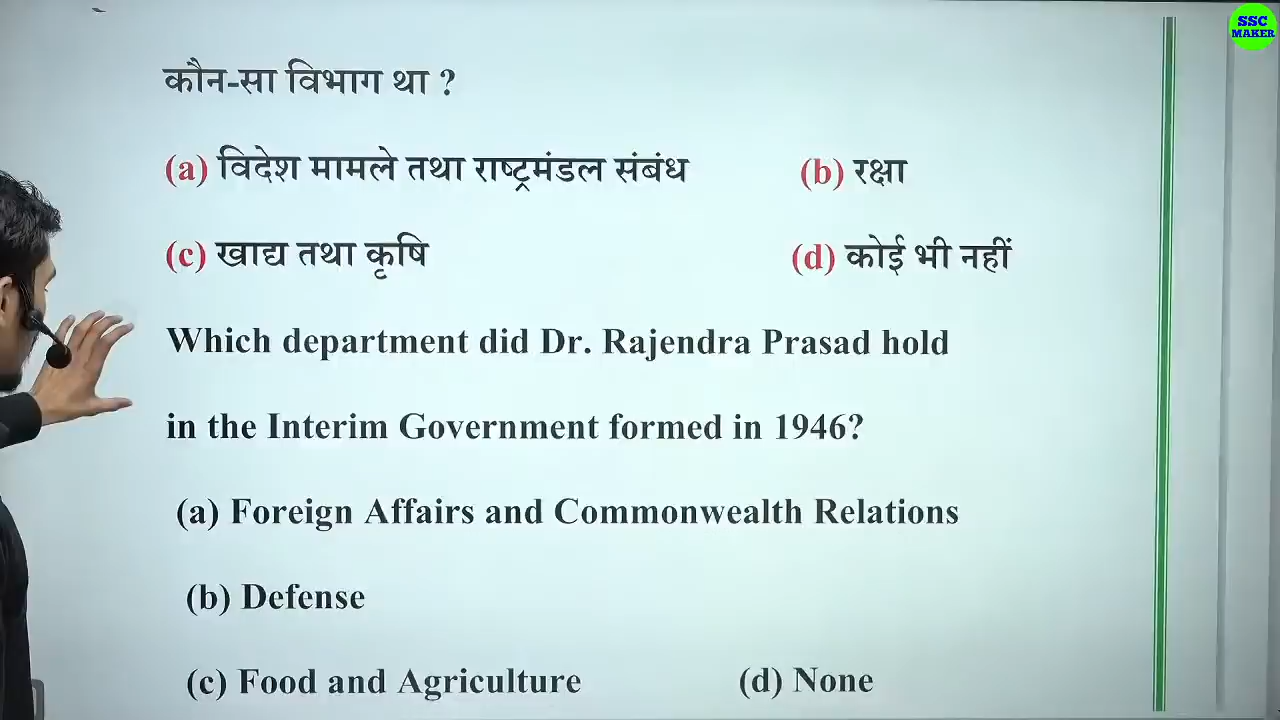 SSC
MAKER
कौन-सा विभाग था ?
(a) विदेश मामले तथा राष्ट्रमंडल संबंध (b) रक्षा
(c) खाद्य तथा कृषि (d) कोई भी नहीं
Which department did Dr. Rajendra Prasad hold
in the Interim Government formed in 1946?
(a) Foreign Affairs and Commonwealth Relations
(b) Defense
(c) Food and Agriculture (d) None